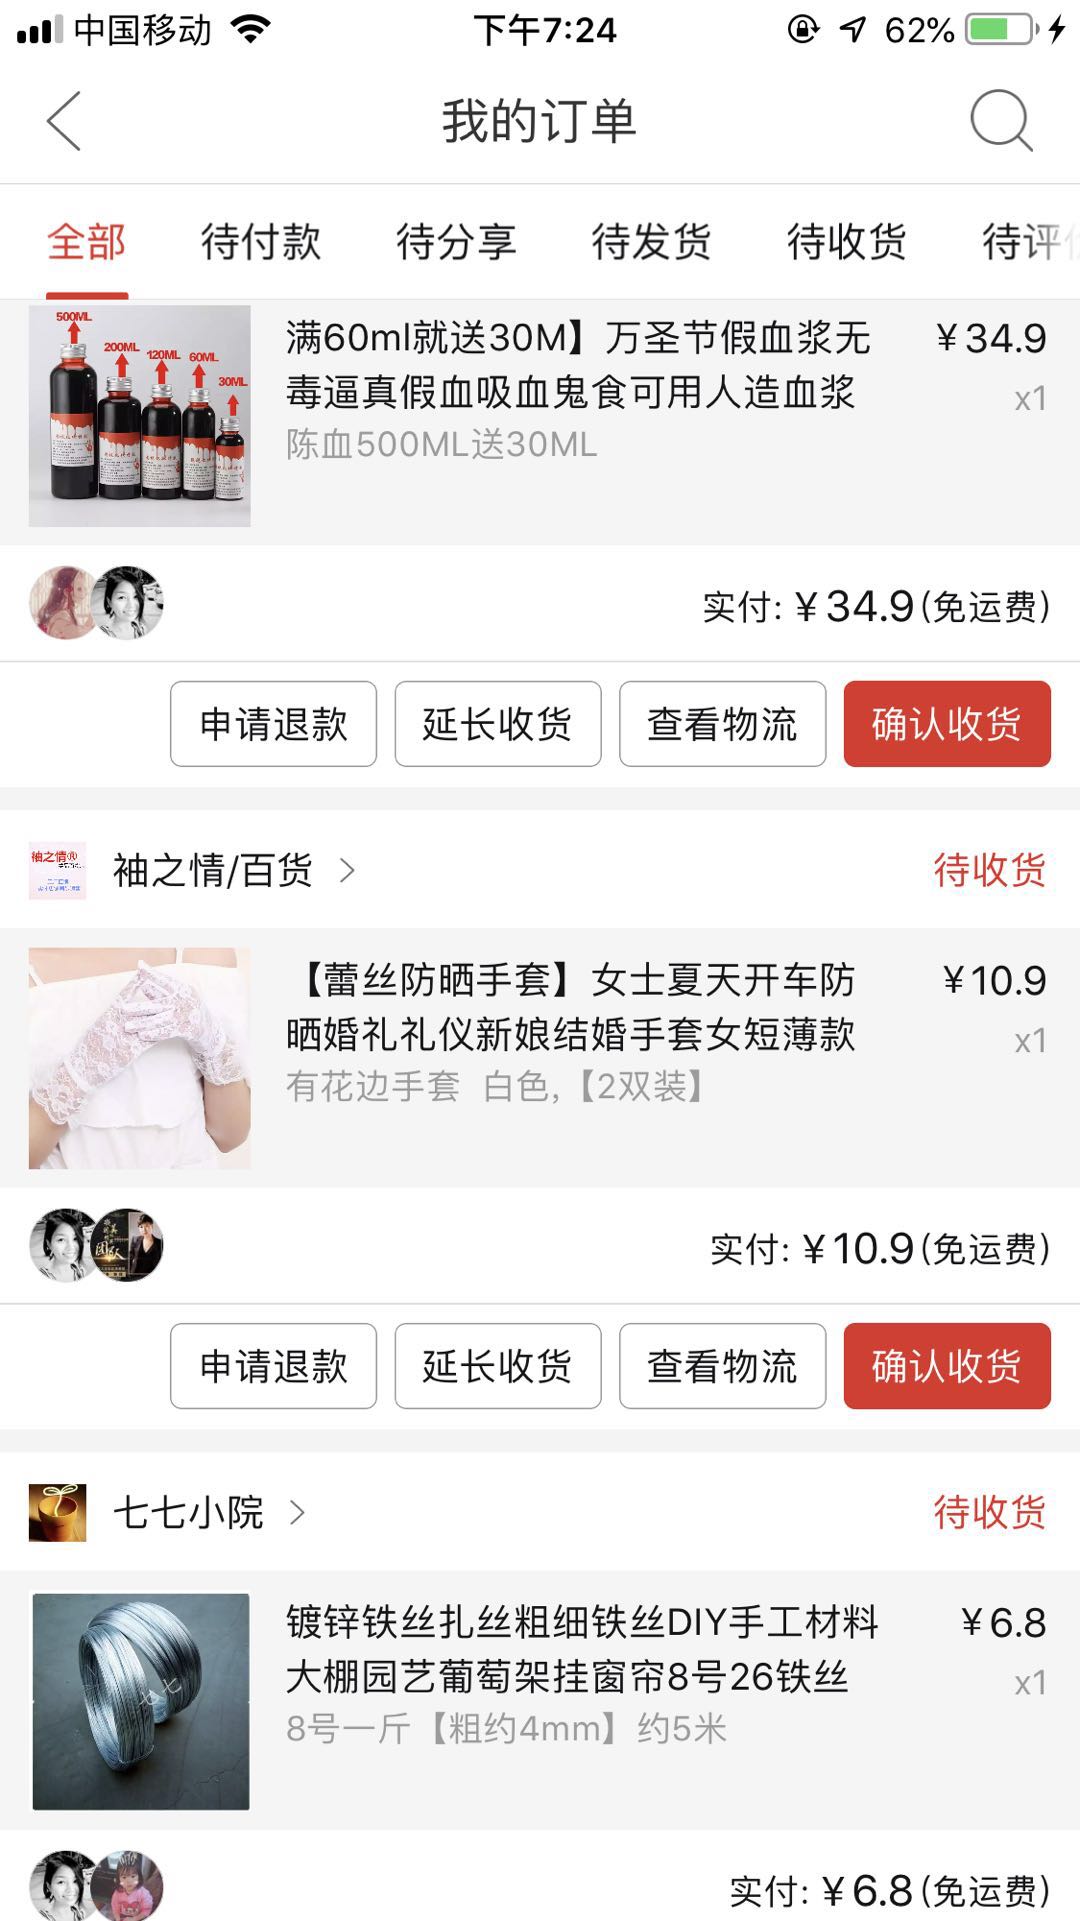 中国移动 下午7:24 62%
我的订单
全部 待付款 待分享 待发货 待收货 待评
500ML
200ML
120ML
60ML
30ML
满60ml就送30M】万圣节假血浆无 ¥34.9
毒逼真假血吸血鬼食可用人造血浆 x1
陈血500ML送30ML
实付: ¥34.9(免运费)
申请退款 延长收货 查看物流 确认收货
袖之情®
袖之情/百货 待收货
【蕾丝防晒手套】女士夏天开车防 ¥10.9
晒婚礼礼仪新娘结婚手套女短薄款 x1
有花边手套 白色,【2双装】
团队
实付: ¥10.9(免运费)
申请退款 延长收货 查看物流 确认收货
七七小院 待收货
镀锌铁丝扎丝粗细铁丝DIY手工材料 ¥6.8
大棚园艺葡萄架挂窗帘8号26铁丝 x1
8号一斤【粗约4mm】约5米
七七
实付: ¥6.8(免运费)